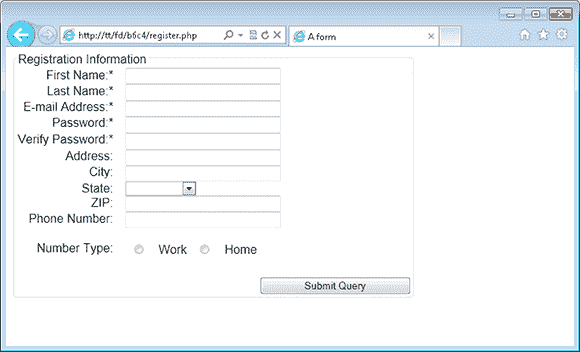 http://tt/fd/b6c4/register.php
A form
Registration Information
First Name:*
Last Name:*
E-mail Address:*
Password:*
Verify Password:*
Address:
City:
State:
ZIP:
Phone Number:
Number Type: Work Home
Submit Query